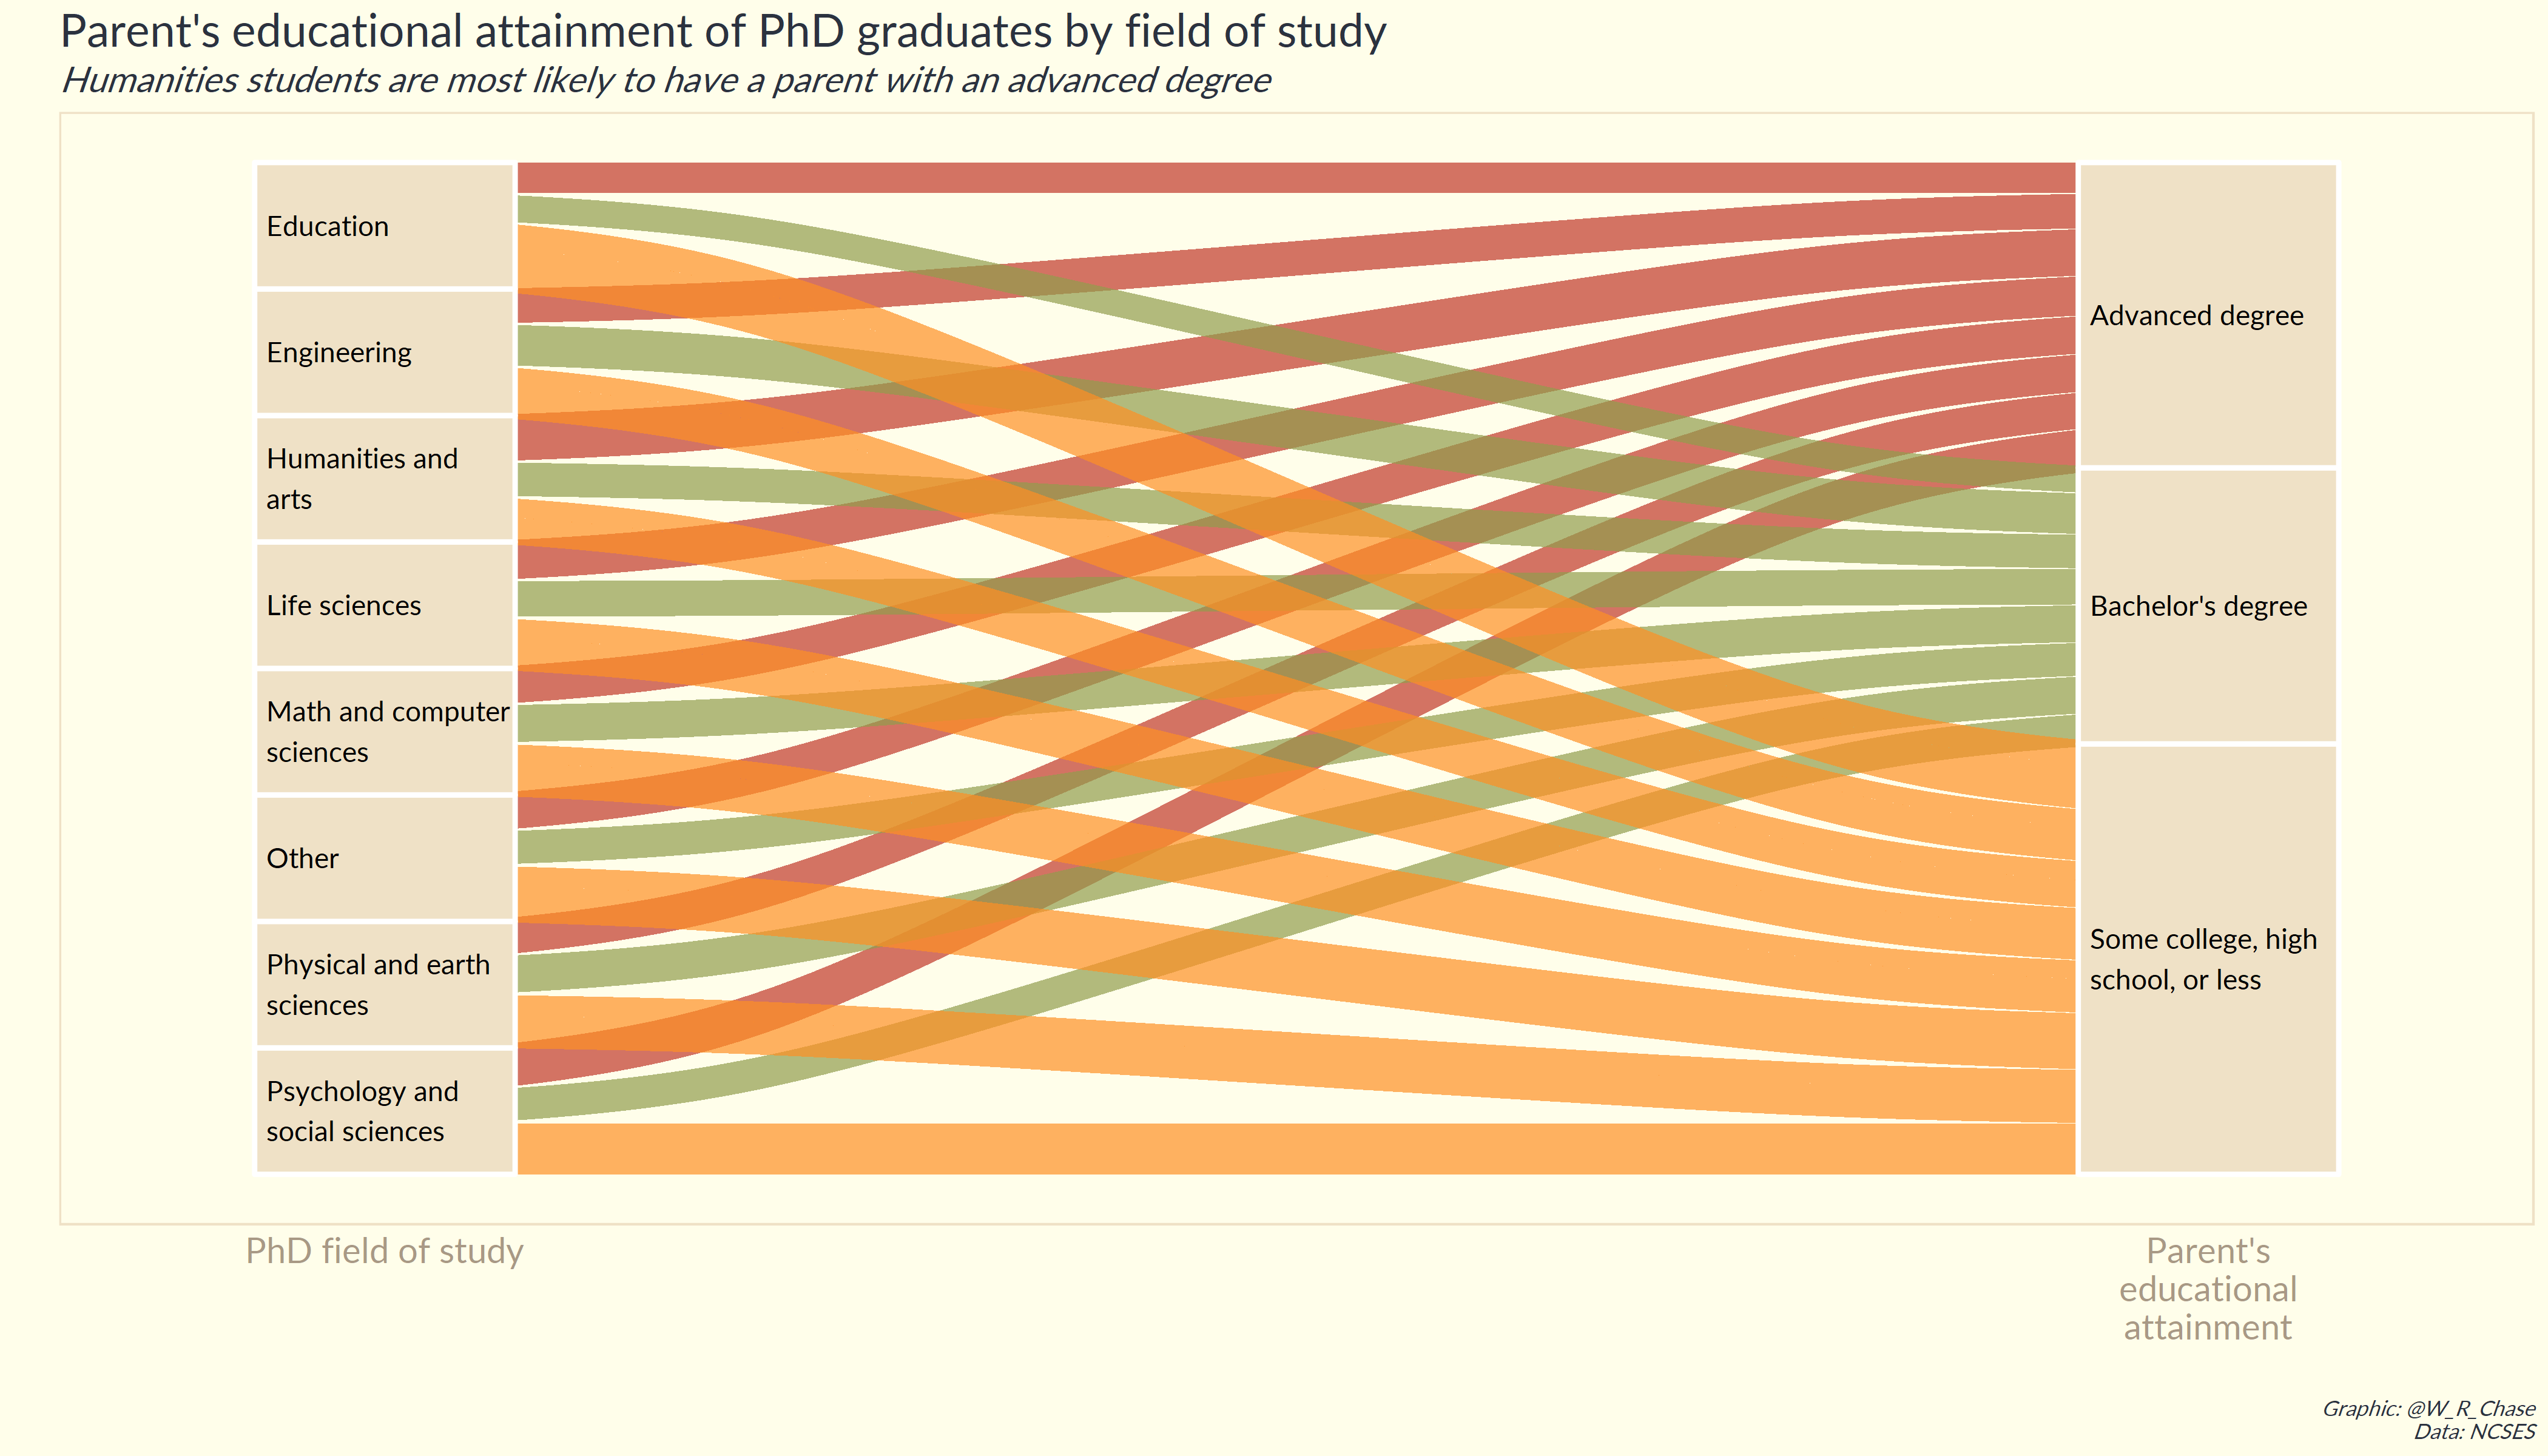 Parent's educational attainment of PhD graduates by field of study
Humanities students are most likely to have a parent with an advanced degree
Education
Engineering
Humanities and
arts
Life sciences
Math and computer
sciences
Other
Physical and earth
sciences
Psychology and
social sciences
Advanced degree
Bachelor's degree
Some college, high
school, or less
PhD field of study
Parent's
educational
attainment
Graphic: @W_R_Chase
Data: NCSES